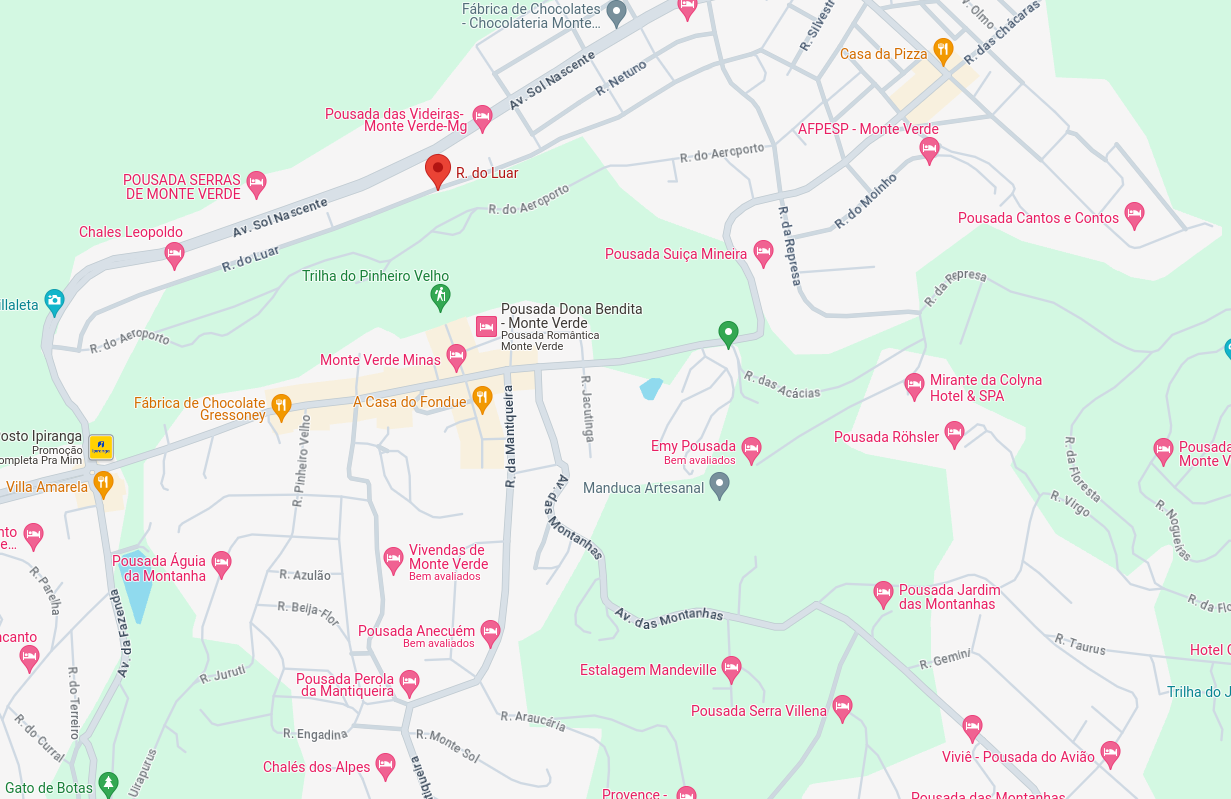 Fábrica de Chocolates
- Chocolateria Monte...
Olmo
R. das Chácaras
R. Silvestr
Casa da Pizza
Av. Sol Nascente
R. Netuno
Pousada das Videiras-
Monte Verde-Mg
AFPESP - Monte Verde
R. do Aeroporto
R. do Luar
POUSADA SERRAS
DE MONTE VERDE
R. do Moinho
R. do Aeroporto
Av. Sol Nascente
Pousada Cantos e Contos
Chales Leopoldo
R. da Represa
R. do Luar
Pousada Suiça Mineira
Trilha do Pinheiro Velho
R. da Represa
illaleta
Pousada Dona Bendita
- Monte Verde
Pousada Romântica
Monte Verde
R. do Aeroporto
Monte Verde Minas
R. das Acácias
Mirante da Colyna
Hotel & SPA
Fábrica de Chocolate
Gressoney
A Casa do Fondue
R. Jacutinga
R. da Mantiqueira
R. Pinheiro Velho
osto Ipiranga
Promoção
ompleta Pra Mim
ipiranga
Pousada Röhsler
Emy Pousada
Bem avaliados
Pousada
Monte V
R. da Floresta
Villa Amarela
Manduca Artesanal
R. Virgo
R. Nogueiras
Av. das Montanhas
nto
e...
Pousada Águia
da Montanha
Vivendas de
Monte Verde
Bem avaliados
R. Azulão
R. Parelha
Pousada Jardim
das Montanhas
R. da Flo
R. Beija-Flor
Av. das Montanhas
Av. da Fazenda
Pousada Anecuém
Bem avaliados
ncanto
R. Taurus
Hotel
R. Gemini
Estalagem Mandeville
R. Juruti
Pousada Perola
da Mantiqueira
R. do Terreiro
Trilha do J
Pousada Serra Villena
R. Araucária
R. do Curral
R. Engadina
R. Monte Sol
Viviê - Pousada do Avião
Chalés dos Alpes
Uirapurus
tiqueira
Gato de Botas
Provence -
Pousada das Montanhas